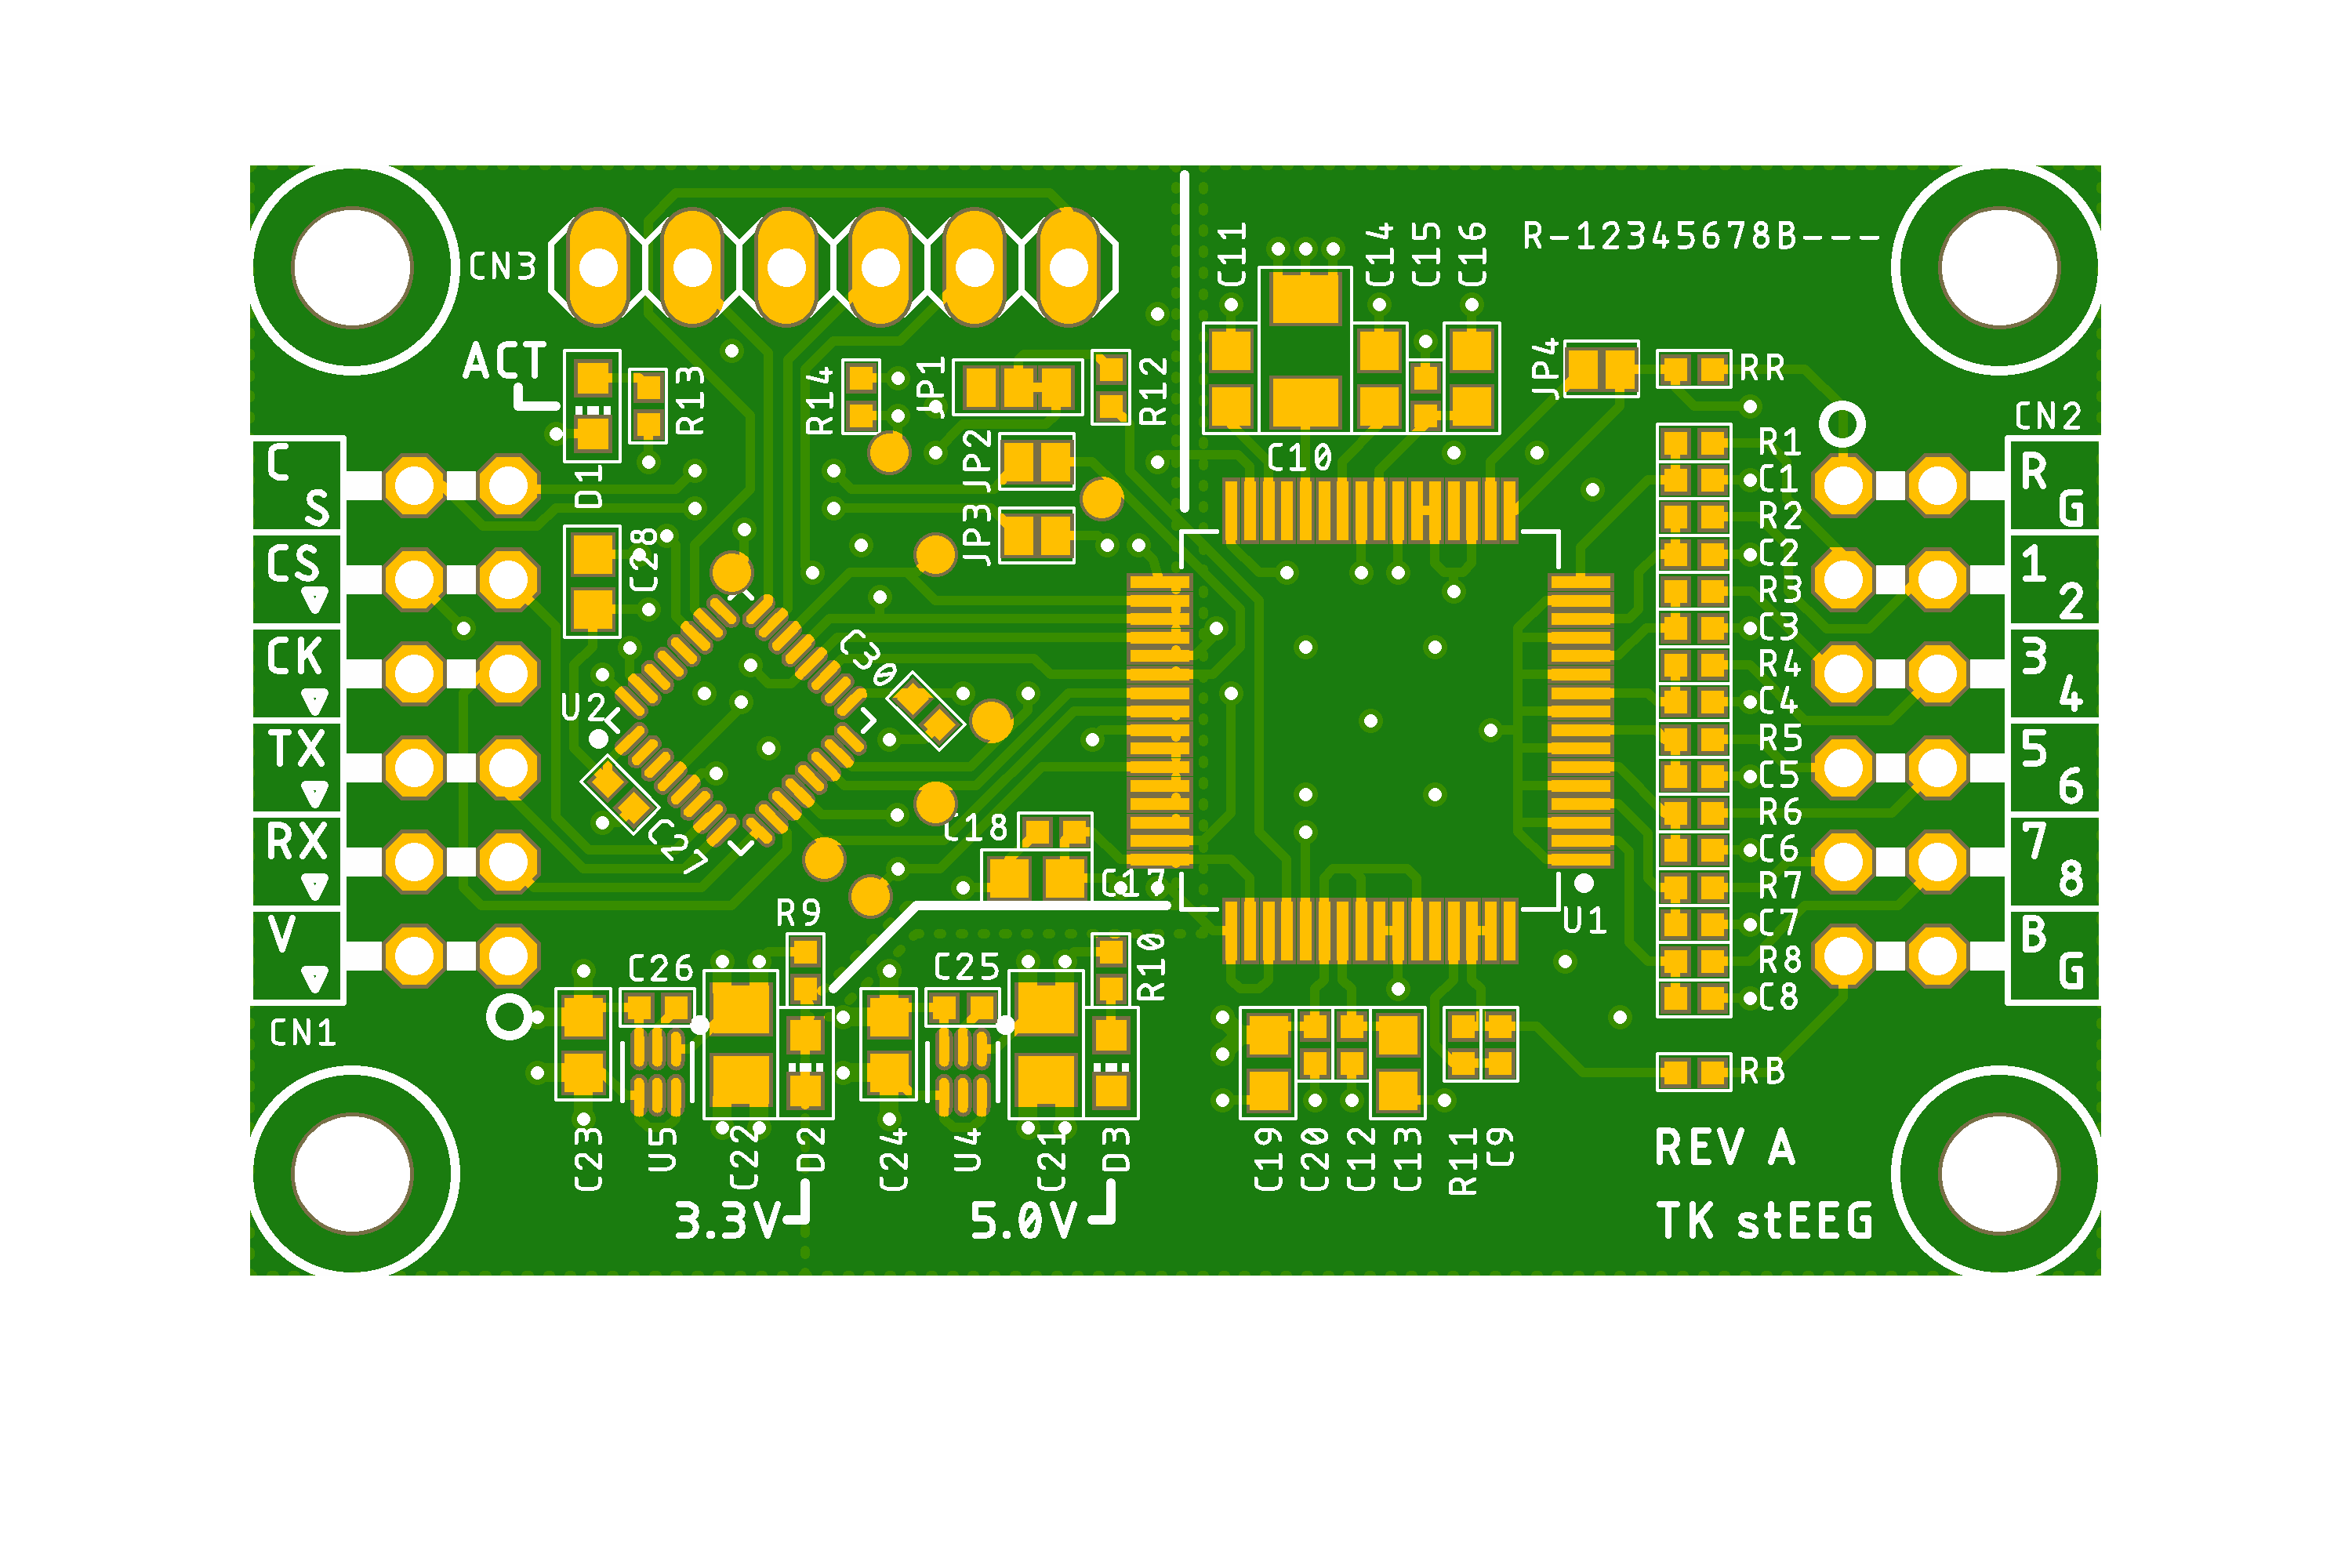 C11
C14
C15
C16
R-12345678B---
CN3
ACT
R13
R14
JP1
R12
JP4
RR
CN2
C
S
D1
JP2
C10
R1
C1
R2
R
G
CS
C28
JP3
C2
R3
C3
1
2
CK
U2
C30
R4
C4
3
4
TX
R5
C5
5
6
RX
C27
C18
C17
R6
C6
R7
7
8
V
R9
U1
C7
R8
C8
B
G
CN1
C26
C25
R10
RB
C23
U5
C22
D2
C24
U4
C21
D3
C19
C20
C12
C13
R11
C9
REV A
3.3V
5.0V
TK stEEG